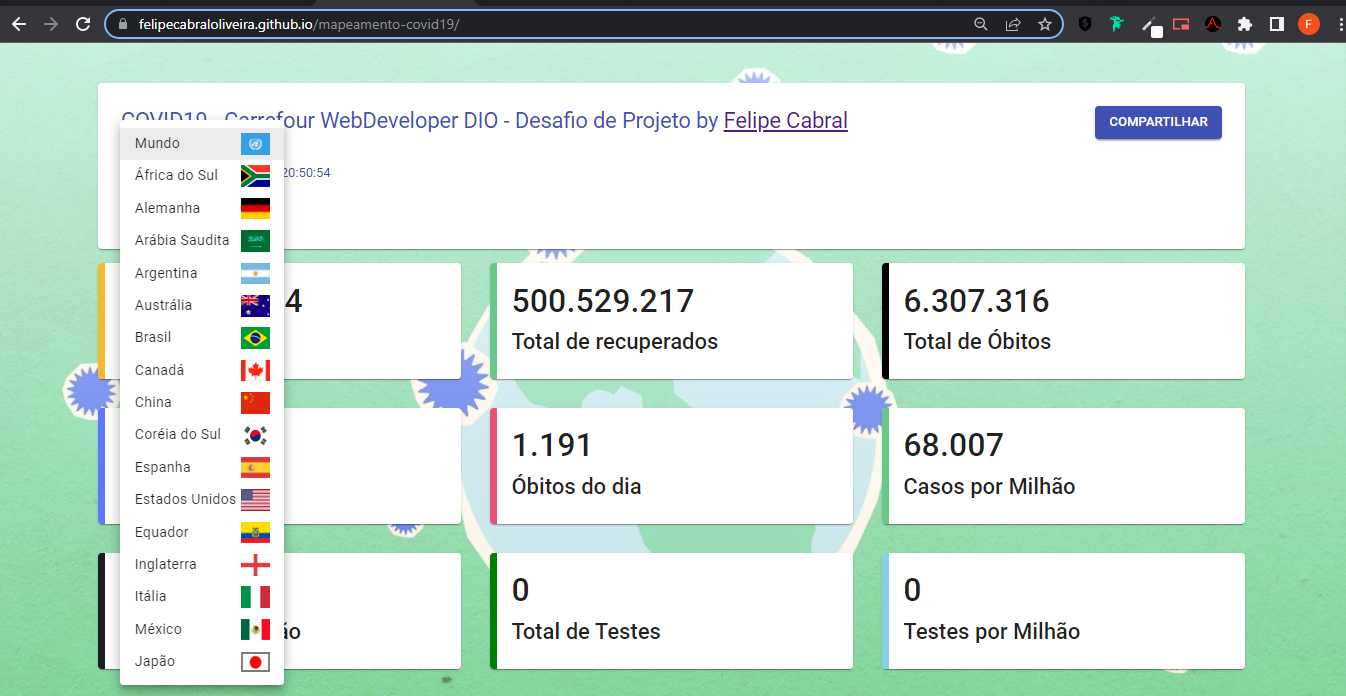 felipecabraloliveira.github.io/mapeamento-covid19/
F
COVID19 - Carrefour WebDeveloper DIO - Desafio de Projeto by Felipe Cabral
COMPARTILHAR
20:50:54
Mundo
África do Sul
Alemanha
Arábia Saudita
Argentina
Austrália
Brasil
Canadá
China
Coréia do Sul
Espanha
Estados Unidos
Equador
Inglaterra
Itália
México
Japão
4
500.529.217
Total de recuperados
6.307.316
Total de Óbitos
1.191
Óbitos do dia
68.007
Casos por Milhão
ão
0
Total de Testes
0
Testes por Milhão